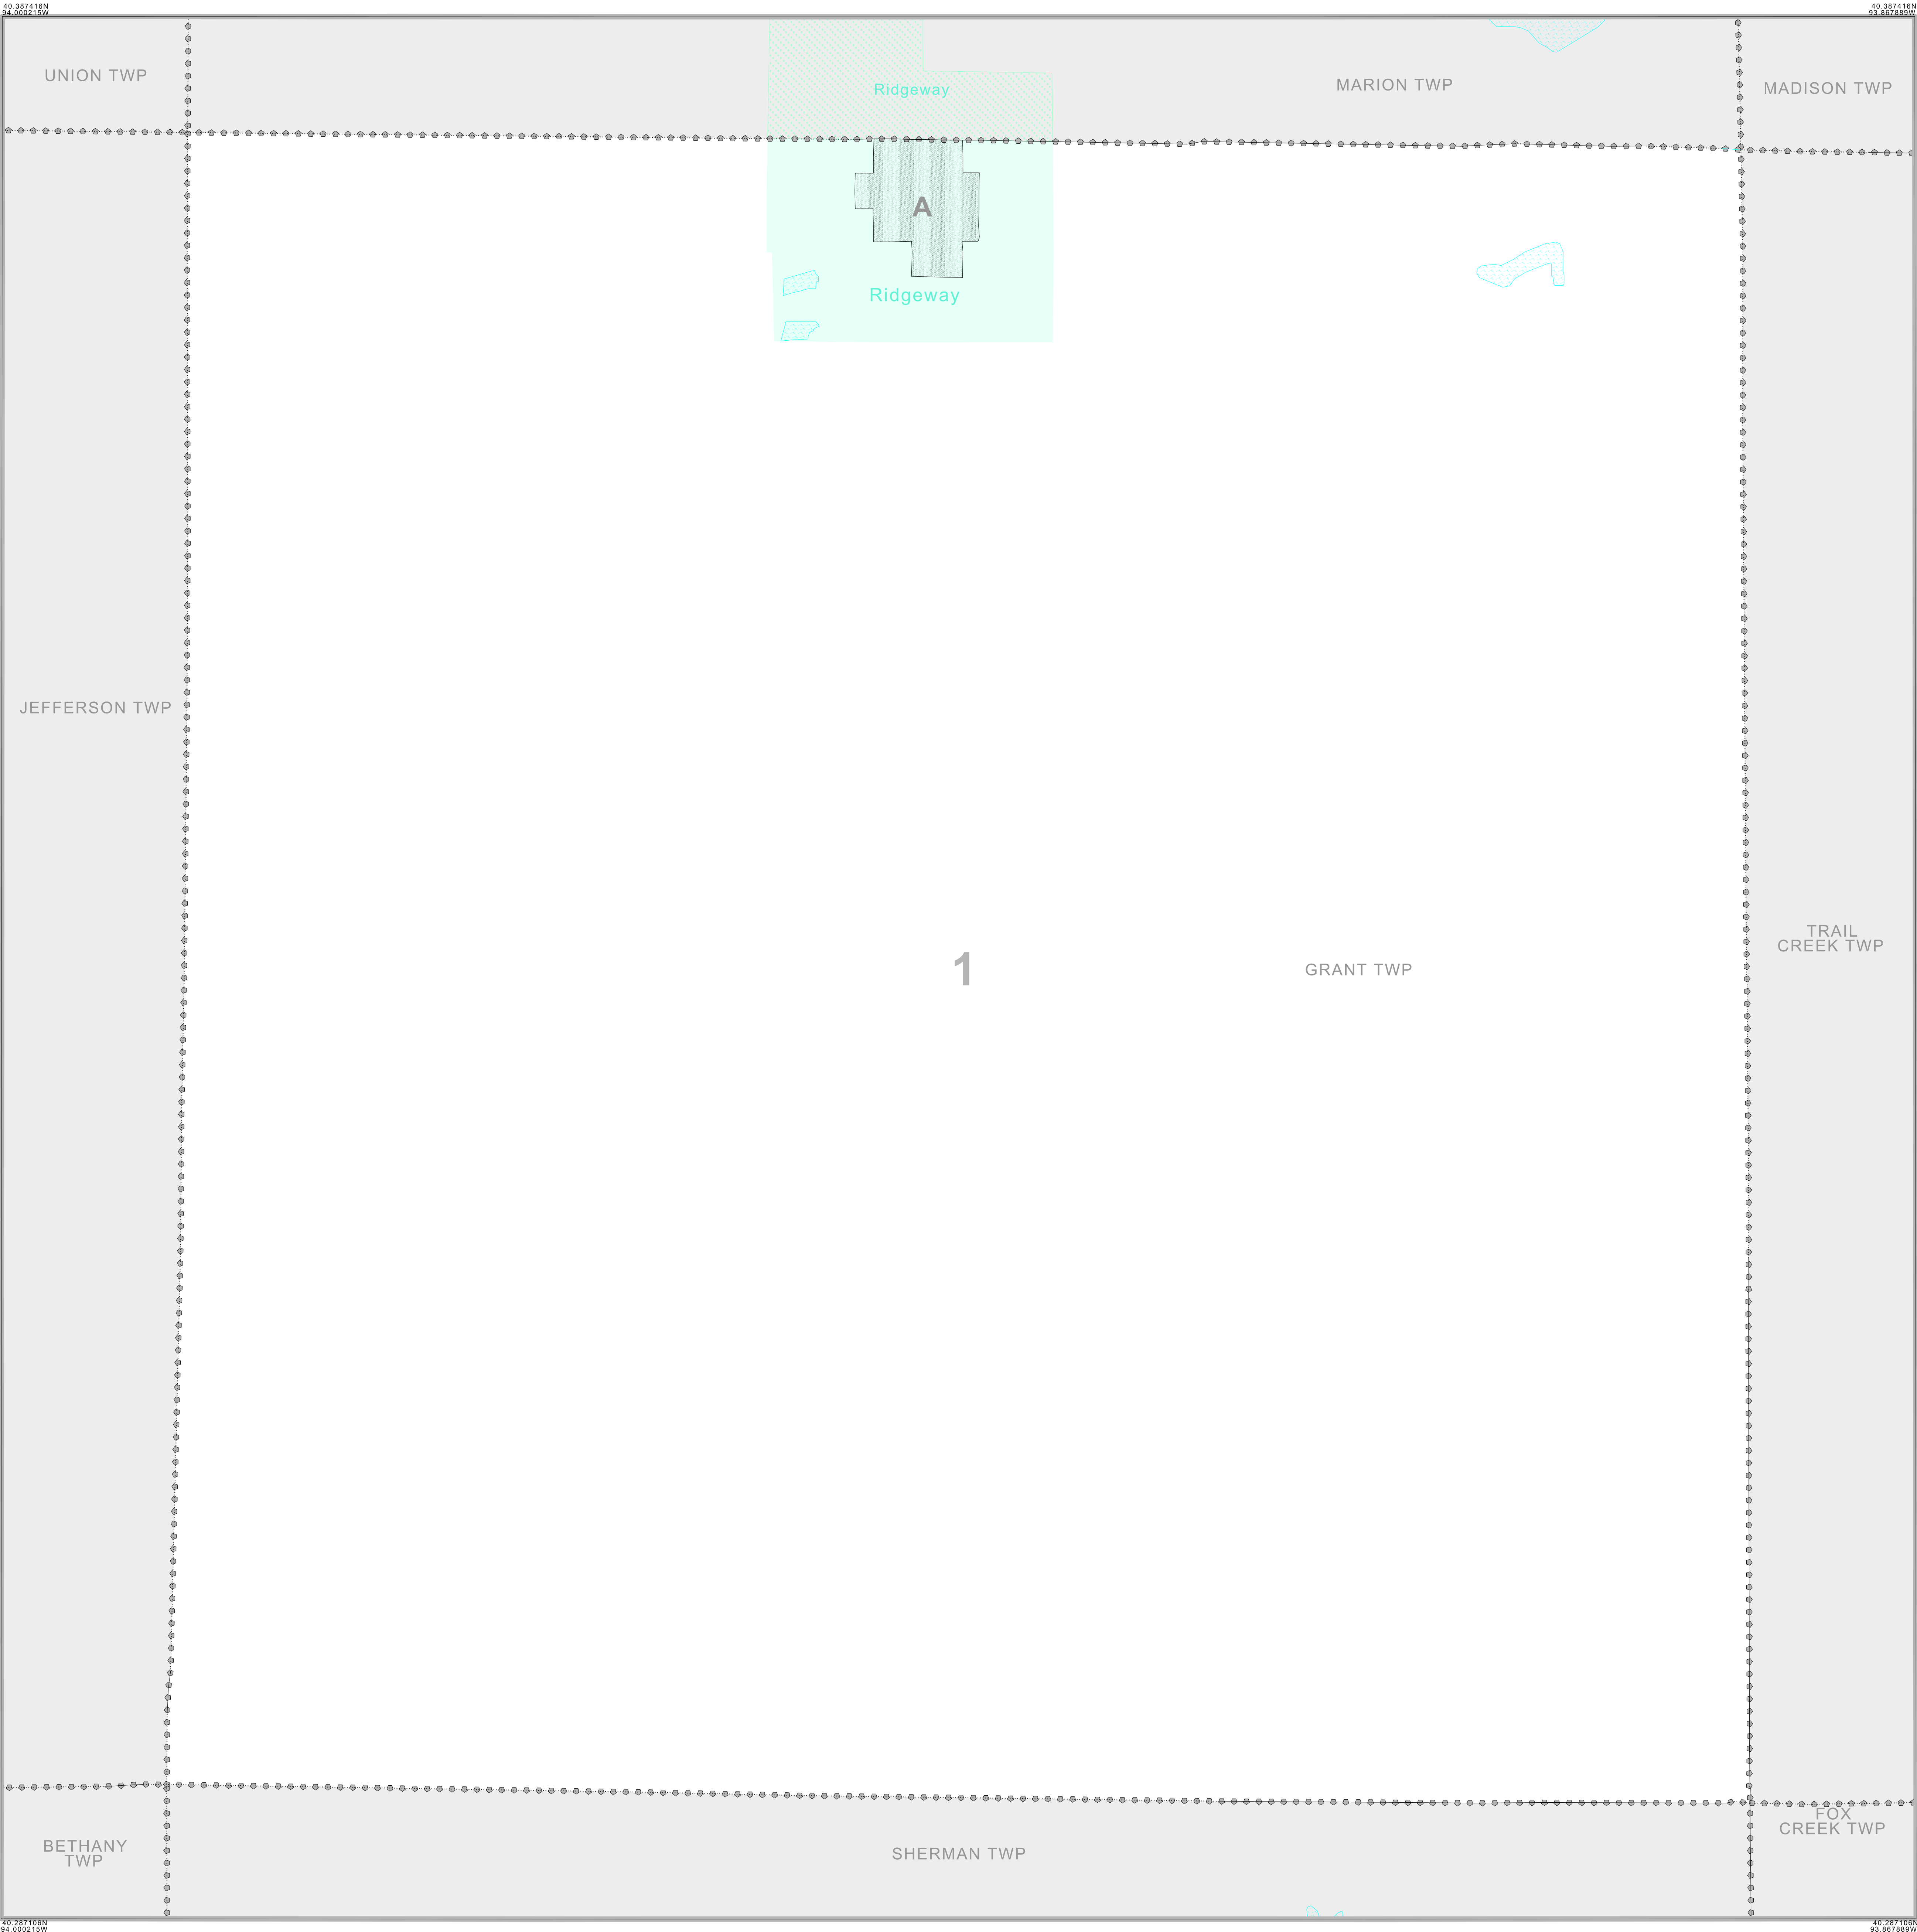 40.387416N
94.000215W
40.387416N
93.867889W
UNION TWP
MARION TWP
MADISON TWP
Ridgeway
A
Ridgeway
JEFFERSON TWP
TRAIL
CREEK TWP
1
GRANT TWP
FOX
CREEK TWP
BETHANY
TWP
SHERMAN TWP
40.287106N
94.000215W
40.287106N
93.867889W